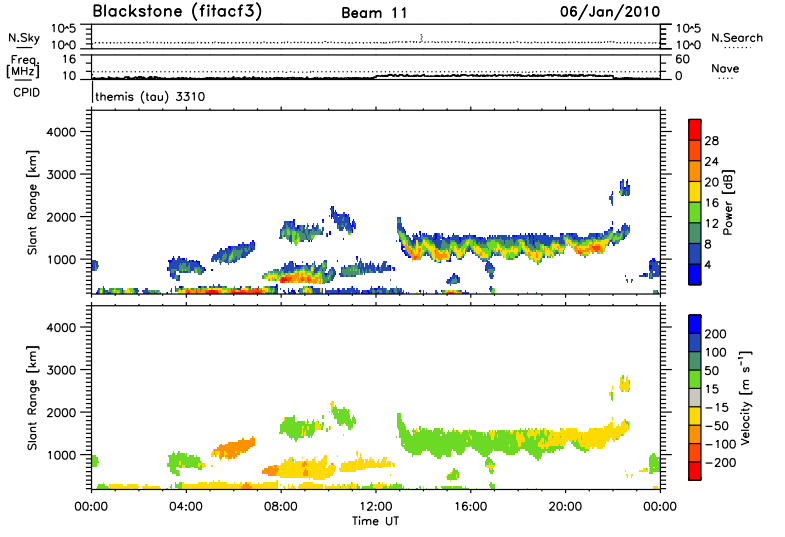 Blackstone (fitacf3) Beam 11 06/Jan/2010
N.Sky 10^5 10^0 10^5 10^0 N.Search
Freq. [MHz] 16 10 60 0 Nave
CPID themis (tau) 3310
Slant Range [km] 4000 3000 2000 1000
Power [dB] 28 24 20 16 12 8 4
Slant Range [km] 4000 3000 2000 1000
Velocity [m s^-1] 200 100 50 15 -15 -50 -100 -200
00:00 04:00 08:00 12:00 16:00 20:00 00:00
Time UT